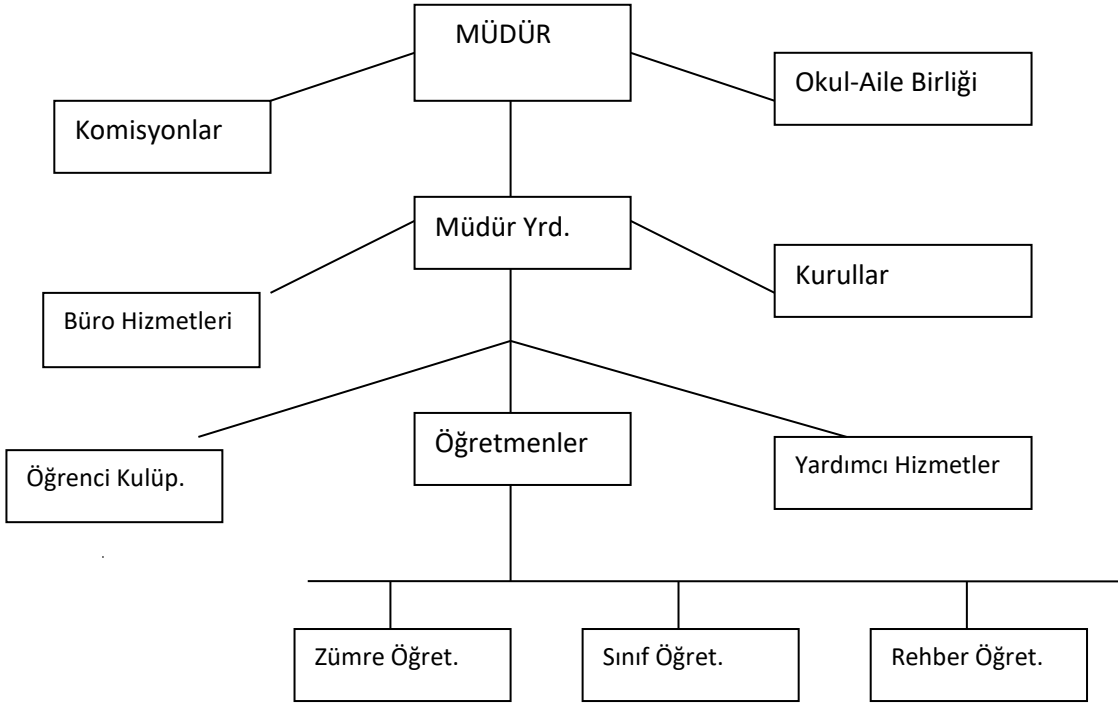 MÜDÜR
Okul-Aile Birliği
Komisyonlar
Müdür Yrd.
Kurullar
Büro Hizmetleri
Öğretmenler
Öğrenci Kulüp.
Yardımcı Hizmetler
Zümre Öğret.
Sınıf Öğret.
Rehber Öğret.